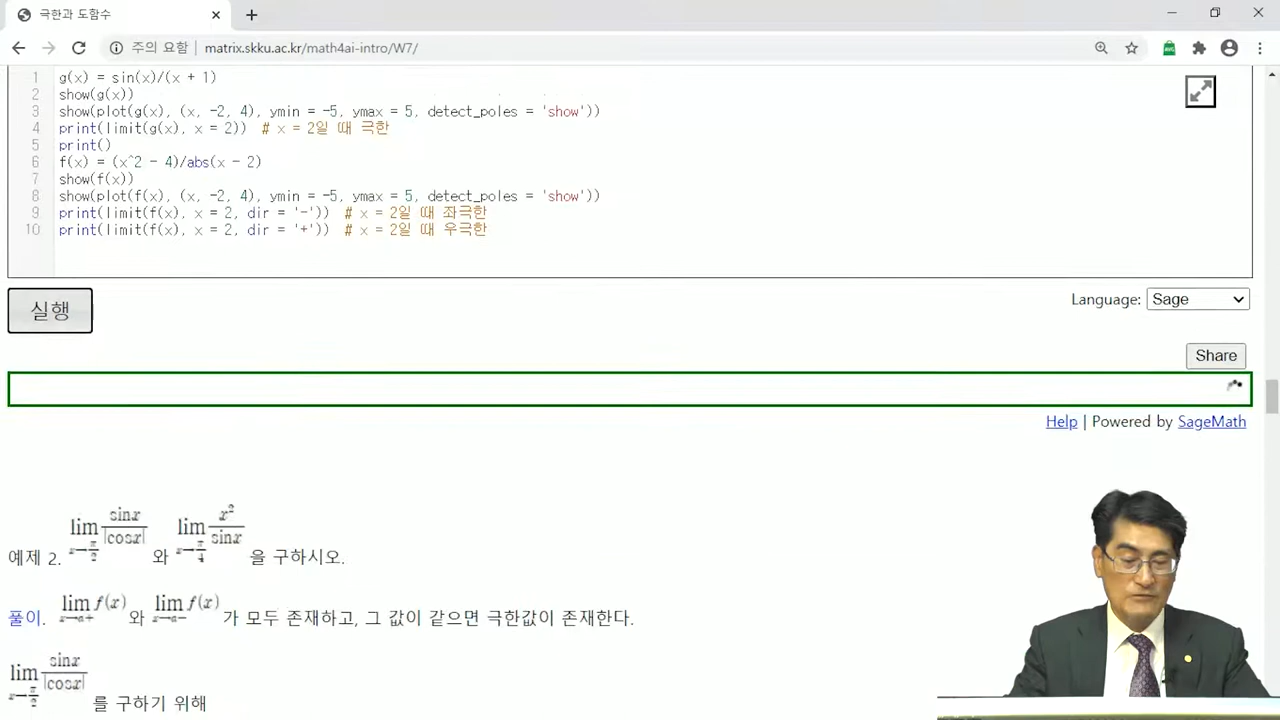 극한과 도함수
주의 요함 matrix.skku.ac.kr/math4ai-intro/W7/
1 g(x) = sin(x)/(x + 1)
2 show(g(x))
3 show(plot(g(x), (x, -2, 4), ymin = -5, ymax = 5, detect_poles = 'show'))
4 print(limit(g(x), x = 2)) # x = 2일 때 극한
5 print()
6 f(x) = (x^2 - 4)/abs(x - 2)
7 show(f(x))
8 show(plot(f(x), (x, -2, 4), ymin = -5, ymax = 5, detect_poles = 'show'))
9 print(limit(f(x), x = 2, dir = '-')) # x = 2일 때 좌극한
10 print(limit(f(x), x = 2, dir = '+')) # x = 2일 때 우극한
실행
Language: Sage
Share
Help | Powered by SageMath
예제 2. lim x→π/2 sinx/|cosx| 와 lim x→π/4 x²/sinx 을 구하시오.
풀이. lim x→a+ f(x) 와 lim x→a- f(x) 가 모두 존재하고, 그 값이 같으면 극한값이 존재한다.
lim x→π/2 sinx/|cosx| 를 구하기 위해